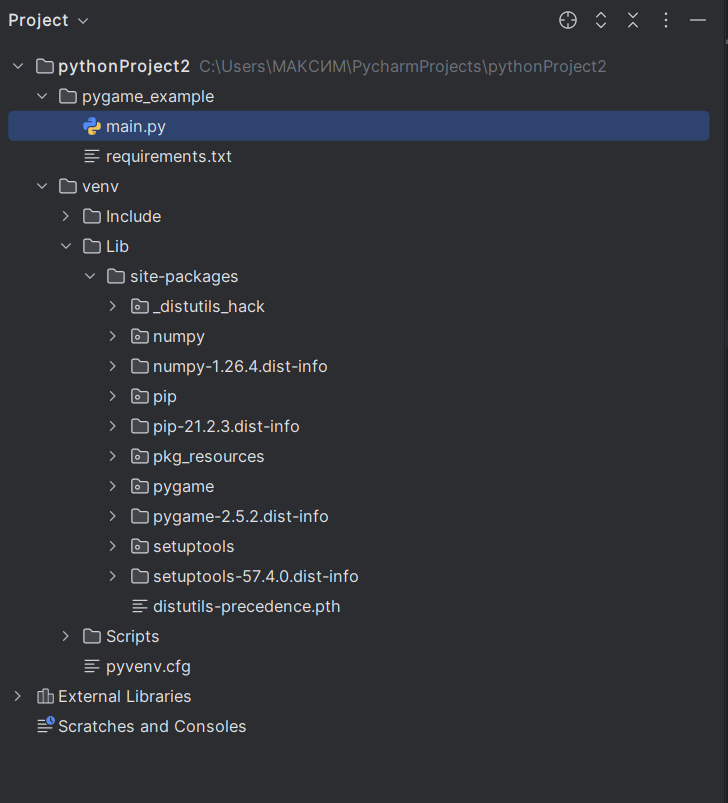 Project
pythonProject2 C:\Users\МАКСИМ\PycharmProjects\pythonProject2
pygame_example
main.py
requirements.txt
venv
Include
Lib
site-packages
_distutils_hack
numpy
numpy-1.26.4.dist-info
pip
pip-21.2.3.dist-info
pkg_resources
pygame
pygame-2.5.2.dist-info
setuptools
setuptools-57.4.0.dist-info
distutils-precedence.pth
Scripts
pyvenv.cfg
External Libraries
Scratches and Consoles